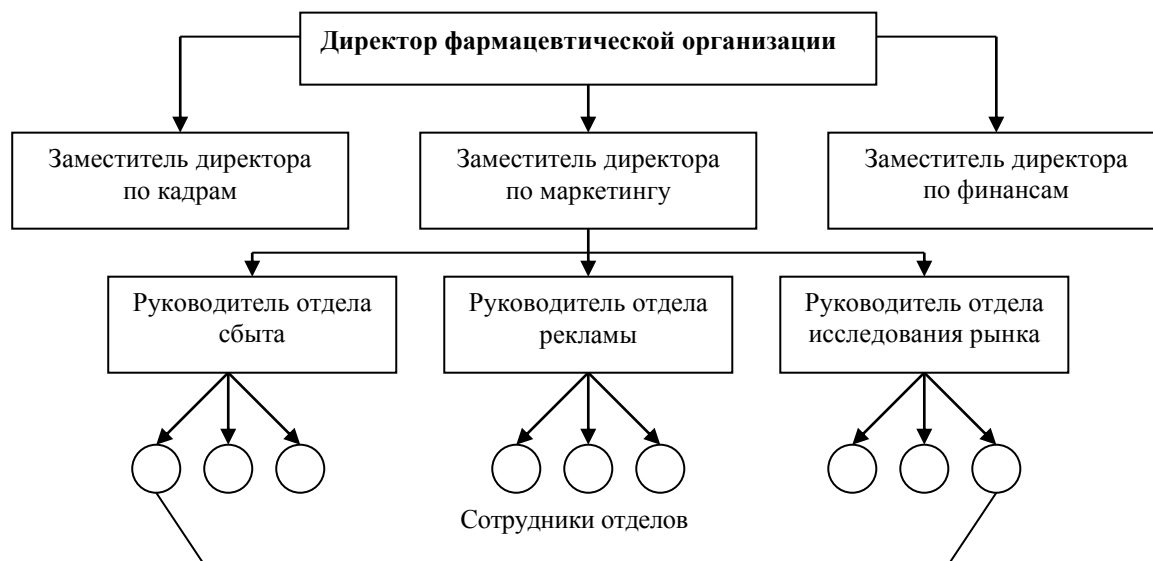 Директор фармацевтической организации
Заместитель директора
по кадрам
Заместитель директора
по маркетингу
Заместитель директора
по финансам
Руководитель отдела
сбыта
Руководитель отдела
рекламы
Руководитель отдела
исследования рынка
Сотрудники отделов